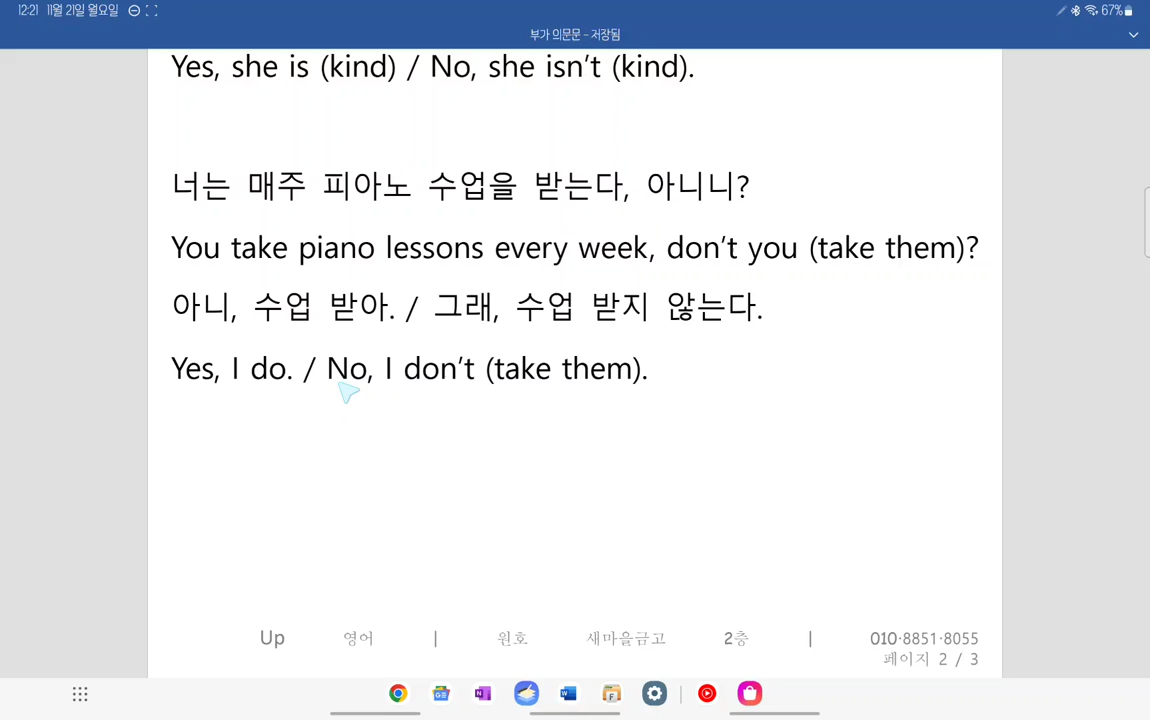 12:21 11월 21일 월요일 67%
부가 의문문 – 저장됨
Yes, she is (kind) / No, she isn't (kind).
너는 매주 피아노 수업을 받는다, 아니니?
You take piano lessons every week, don't you (take them)?
아니, 수업 받아. / 그래, 수업 받지 않는다.
Yes, I do. / No, I don't (take them).
Up 영어 | 원호 새마을금고 2층 | 010·8851·8055
페이지 2 / 3